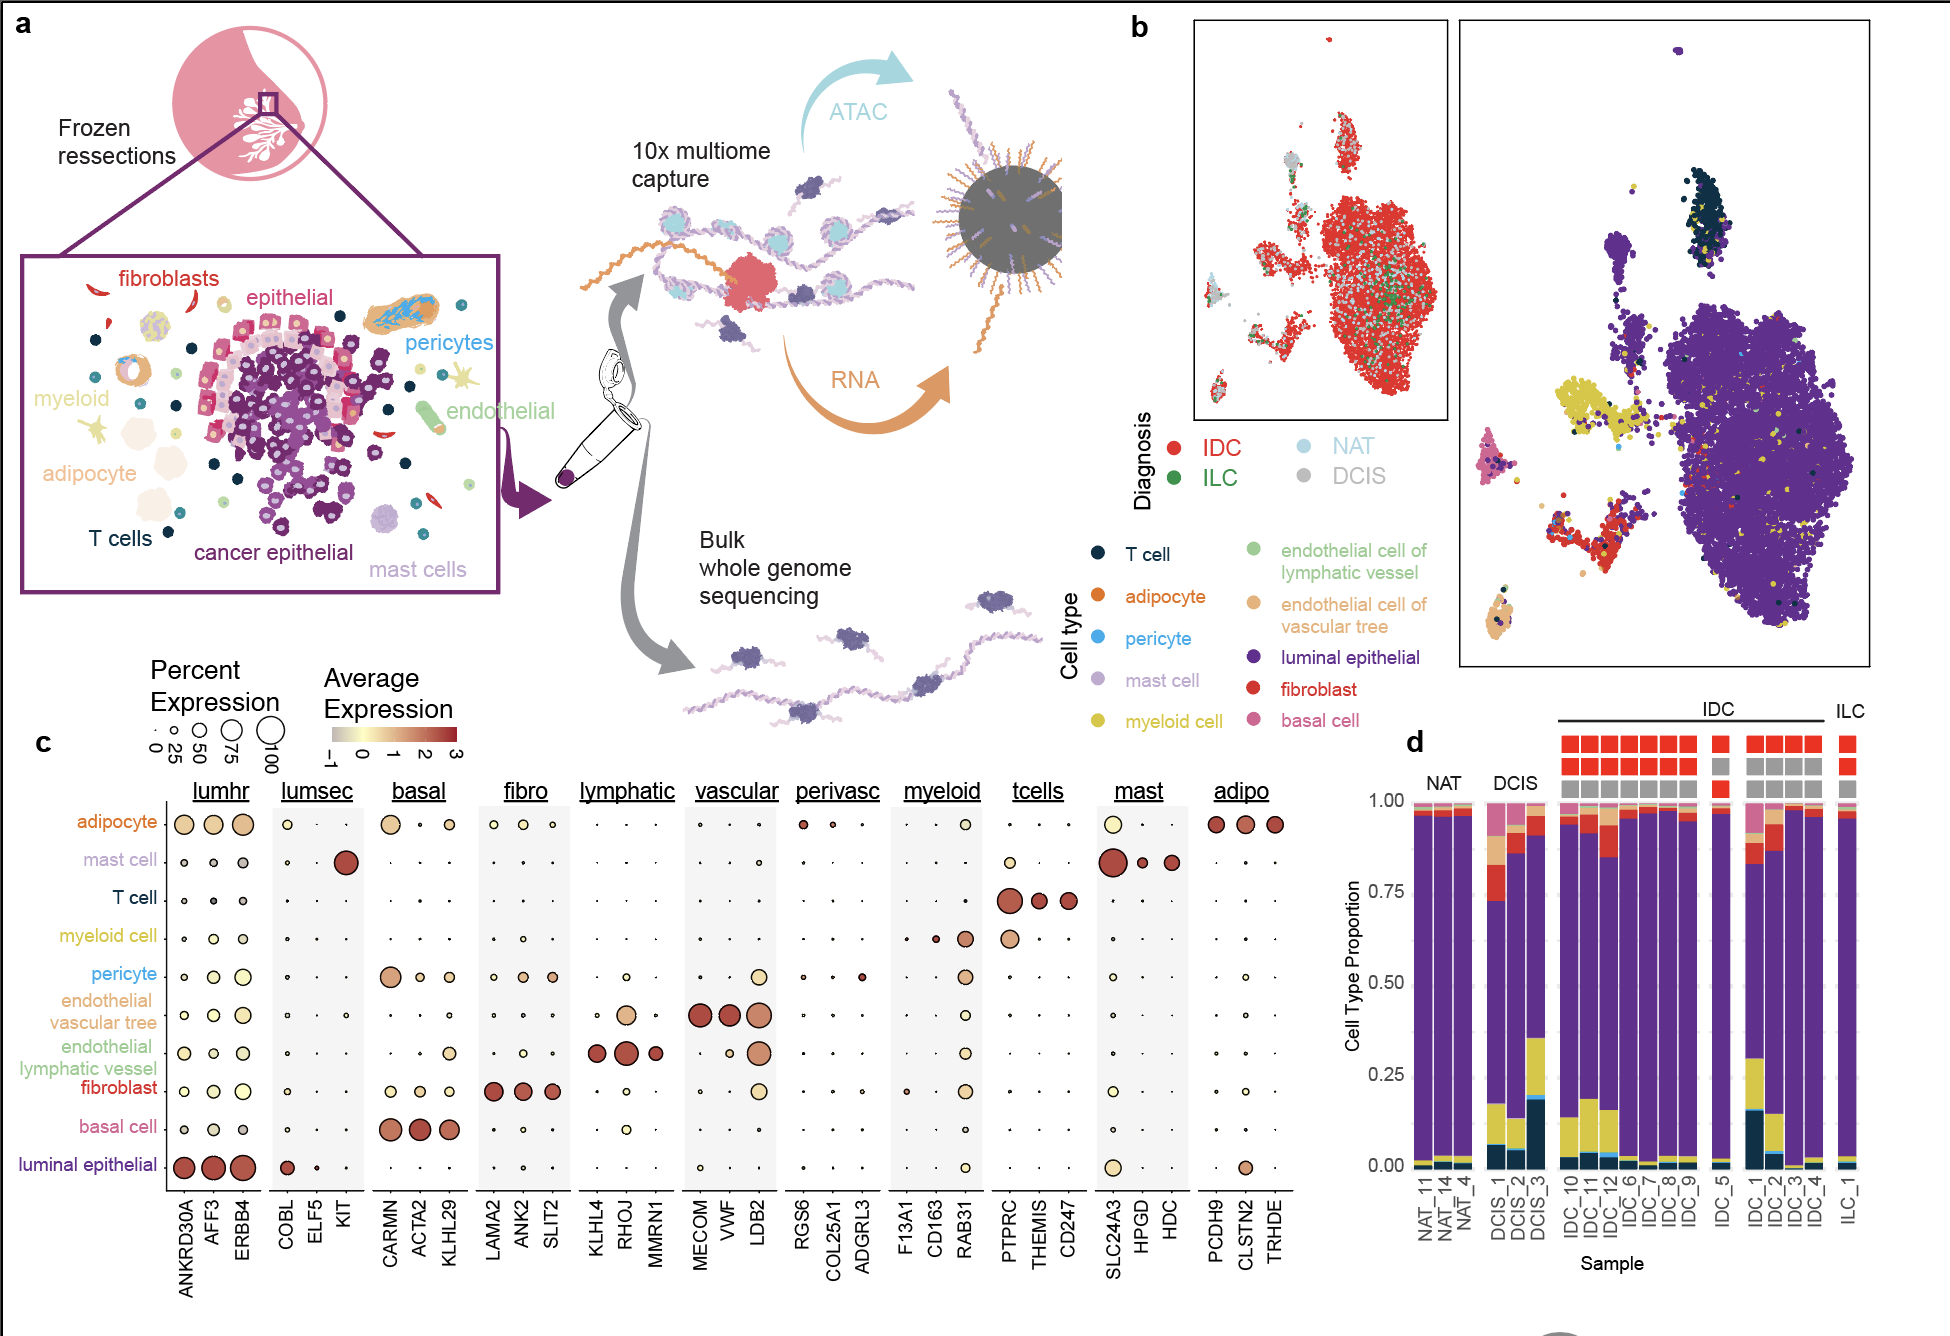 a
Frozen
ressections
fibroblasts
epithelial
pericytes
myeloid
endothelial
adipocyte
T cells
cancer epithelial
mast cells
10x multiome
capture
ATAC
RNA
Bulk
whole genome
sequencing
b
Diagnosis
IDC
NAT
ILC
DCIS
Cell type
T cell
adipocyte
pericyte
mast cell
myeloid cell
endothelial cell of
lymphatic vessel
endothelial cell of
vascular tree
luminal epithelial
fibroblast
basal cell
c
Percent
Expression
0
25
50
75
100
Average
Expression
-1
0
1
2
3
lumhr
lumsec
basal
fibro
lymphatic
vascular
perivasc
myeloid
tcells
mast
adipo
adipocyte
mast cell
T cell
myeloid cell
pericyte
endothelial
vascular tree
endothelial
lymphatic vessel
fibroblast
basal cell
luminal epithelial
ANKRD30A
AFF3
ERBB4
COBL
ELF5
KIT
CARMN
ACTA2
KLHL29
LAMA2
ANK2
SLIT2
KLHL4
RHOJ
MMRN1
MECOM
VWF
LDB2
RGS6
COL25A1
ADGRL3
F13A1
CD163
RAB31
PTPRC
THEMIS
CD247
SLC24A3
HPGD
HDC
PCDH9
CLSTN2
TRHDE
d
IDC
ILC
NAT
DCIS
Cell Type Proportion
1.00
0.75
0.50
0.25
0.00
NAT_11
NAT_14
NAT_4
DCIS_1
DCIS_2
DCIS_3
IDC_10
IDC_11
IDC_12
IDC_6
IDC_7
IDC_8
IDC_9
IDC_5
IDC_1
IDC_2
IDC_3
IDC_4
ILC_1
Sample